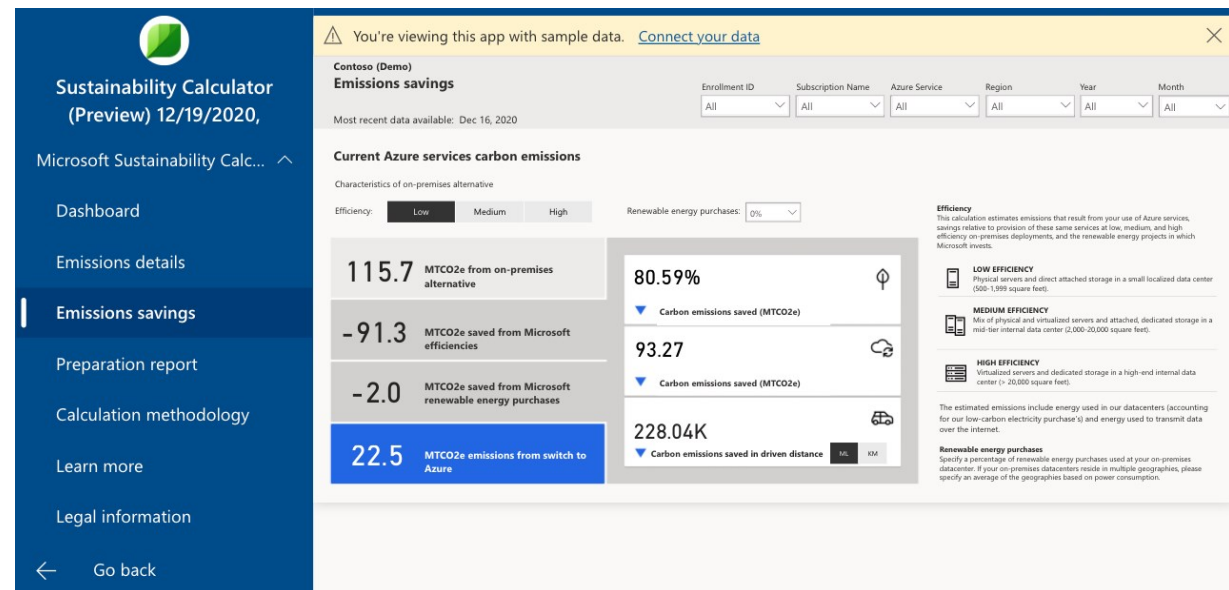 Sustainability Calculator
(Preview) 12/19/2020,
Microsoft Sustainability Calc...
Dashboard
Emissions details
Emissions savings
Preparation report
Calculation methodology
Learn more
Legal information
Go back
You're viewing this app with sample data. Connect your data
Contoso (Demo)
Emissions savings
Most recent data available: Dec 16, 2020
Enrollment ID
All
Subscription Name
All
Azure Service
All
Region
All
Year
All
Month
All
Current Azure services carbon emissions
Characteristics of on-premises alternative
Efficiency: Low Medium High
Renewable energy purchases: 0%
115.7 MTCO2e from on-premises
alternative
-91.3 MTCO2e saved from Microsoft
efficiencies
-2.0 MTCO2e saved from Microsoft
renewable energy purchases
22.5 MTCO2e emissions from switch to
Azure
80.59%
Carbon emissions saved (MTCO2e)
93.27
Carbon emissions saved (MTCO2e)
228.04K
Carbon emissions saved in driven distance ML KM
Efficiency
This calculation estimates emissions that result from your use of Azure services,
savings relative to provision of these same services at low, medium, and high
efficiency on-premises deployments, and the renewable energy projects in which
Microsoft invests.
LOW EFFICIENCY
Physical servers and direct attached storage in a small localized data center
(500-1,999 square feet).
MEDIUM EFFICIENCY
Mix of physical and virtualized servers and attached, dedicated storage in a
mid-tier internal data center (2,000-20,000 square feet).
HIGH EFFICIENCY
Virtualized servers and dedicated storage in a high-end internal data
center (> 20,000 square feet).
The estimated emissions include energy used in our datacenters (accounting
for our low-carbon electricity purchase's) and energy used to transmit data
over the internet.
Renewable energy purchases
Specify a percentage of renewable energy purchases used at your on-premises
datacenter. If your on-premises datacenters reside in multiple geographies, please
specify an average of the geographies based on power consumption.